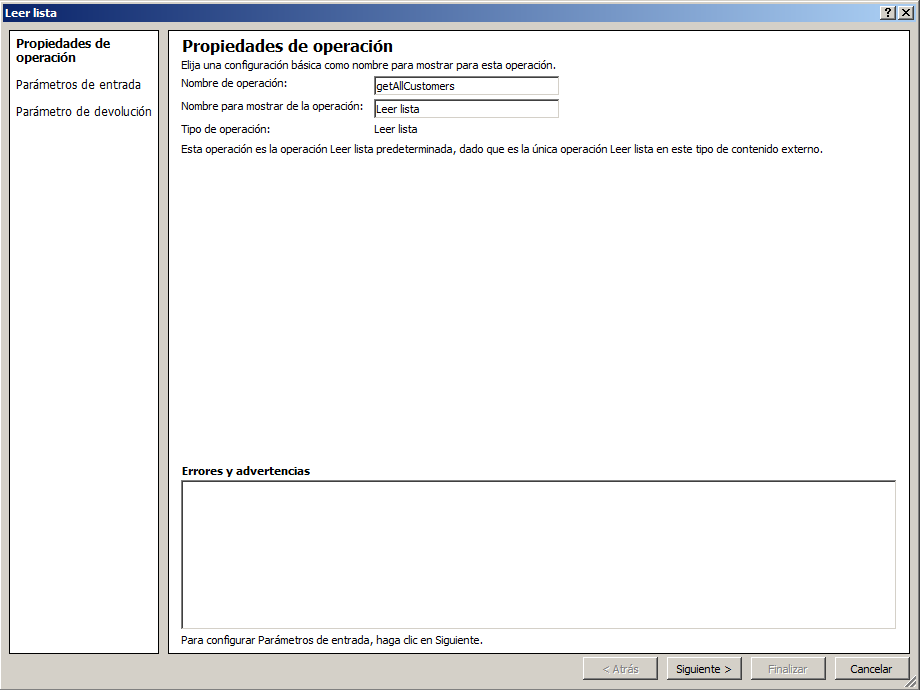 Leer lista
Propiedades de
operación
Parámetros de entrada
Parámetro de devolución
Propiedades de operación
Elija una configuración básica como nombre para mostrar para esta operación.
Nombre de operación: getAllCustomers
Nombre para mostrar de la operación: Leer lista
Tipo de operación: Leer lista
Esta operación es la operación Leer lista predeterminada, dado que es la única operación Leer lista en este tipo de contenido externo.
Errores y advertencias
Para configurar Parámetros de entrada, haga clic en Siguiente.
< Atrás Siguiente > Finalizar Cancelar